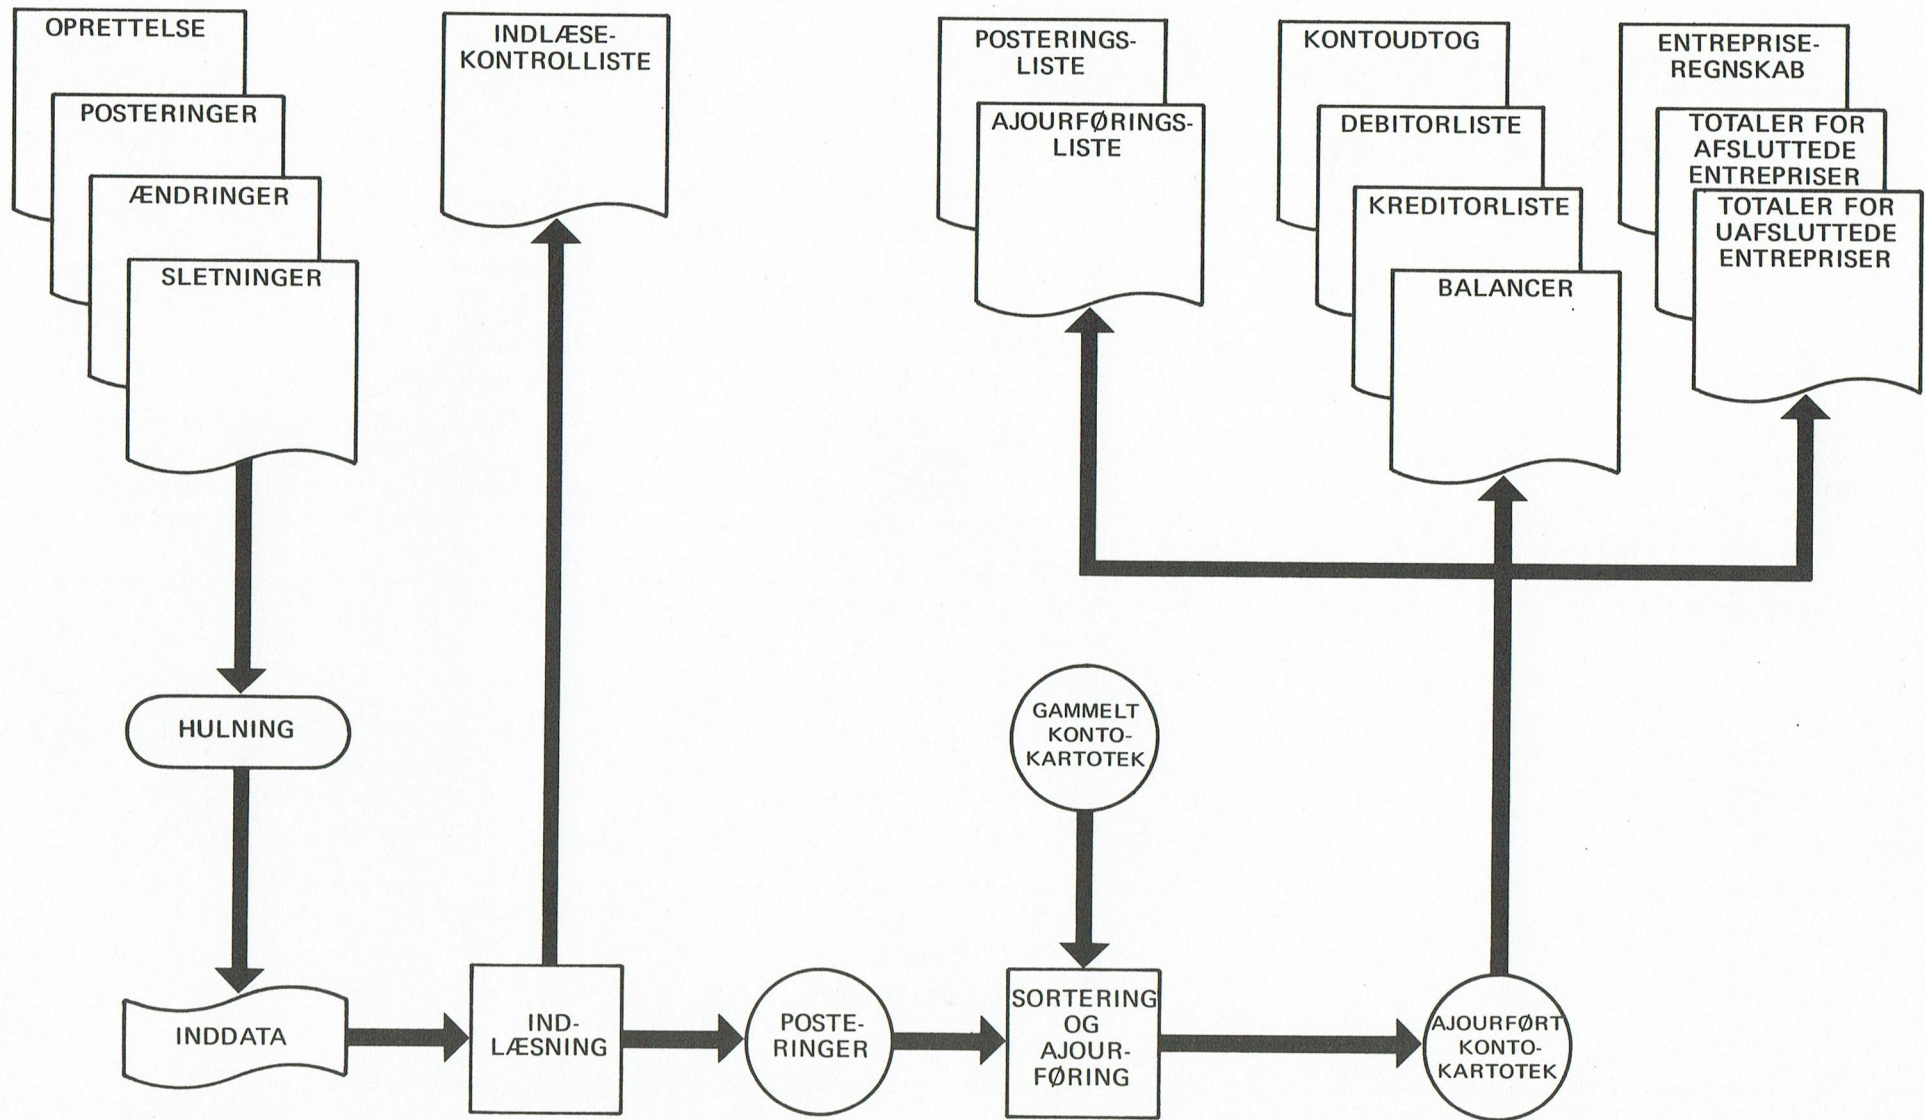 OPRETTELSE
POSTERINGER
ÆNDRINGER
SLETNINGER
INDLÆSE-
KONTROLLISTE
POSTERINGS-
LISTE
AJOURFØRINGS-
LISTE
KONTOUDTOG
DEBITORLISTE
KREDITORLISTE
BALANCER
ENTREPRISE-
REGNSKAB
TOTALER FOR
AFSLUTTEDE
ENTREPRISER
TOTALER FOR
UAFSLUTTEDE
ENTREPRISER
HULNING
GAMMELT
KONTO-
KARTOTEK
INDDATA
IND-
LÆSNING
POSTE-
RINGER
SORTERING
OG
AJOUR-
FØRING
AJOURFØRT
KONTO-
KARTOTEK